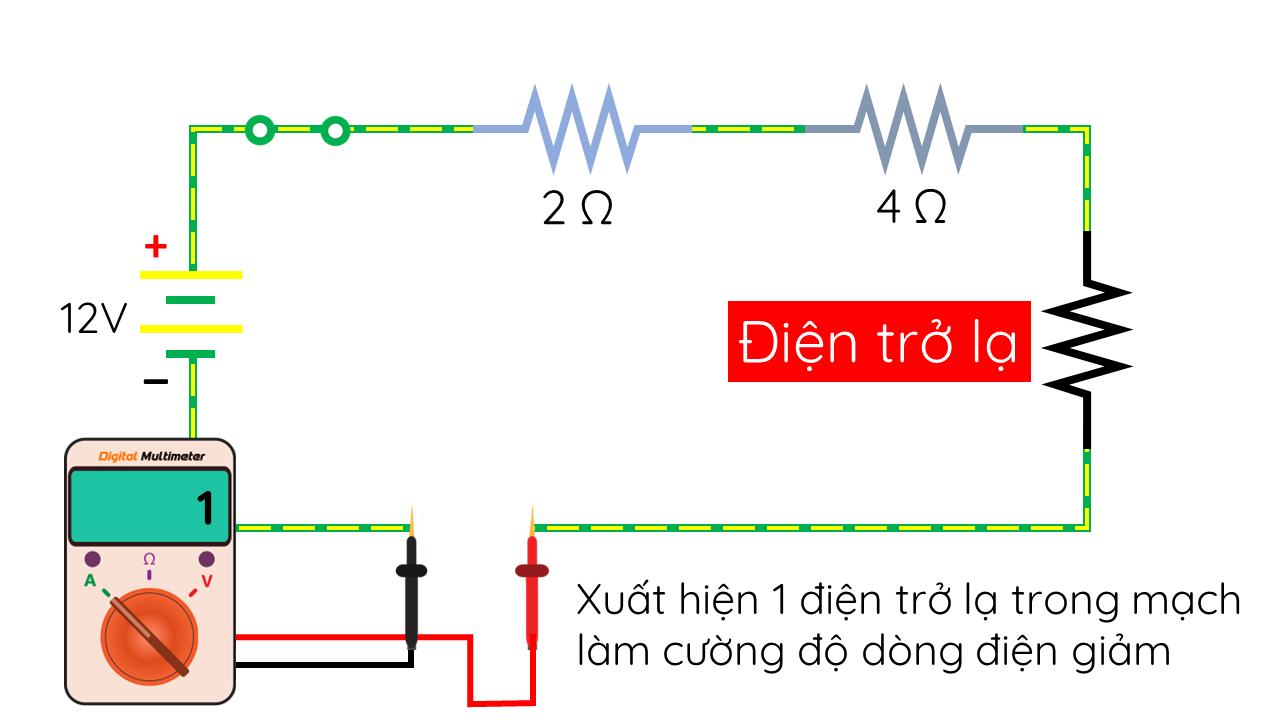 2 Ω
4 Ω
+
12V
Điện trở lạ
−
Digital Multimeter
1
Ω
A
V
Xuất hiện 1 điện trở lạ trong mạch
làm cường độ dòng điện giảm